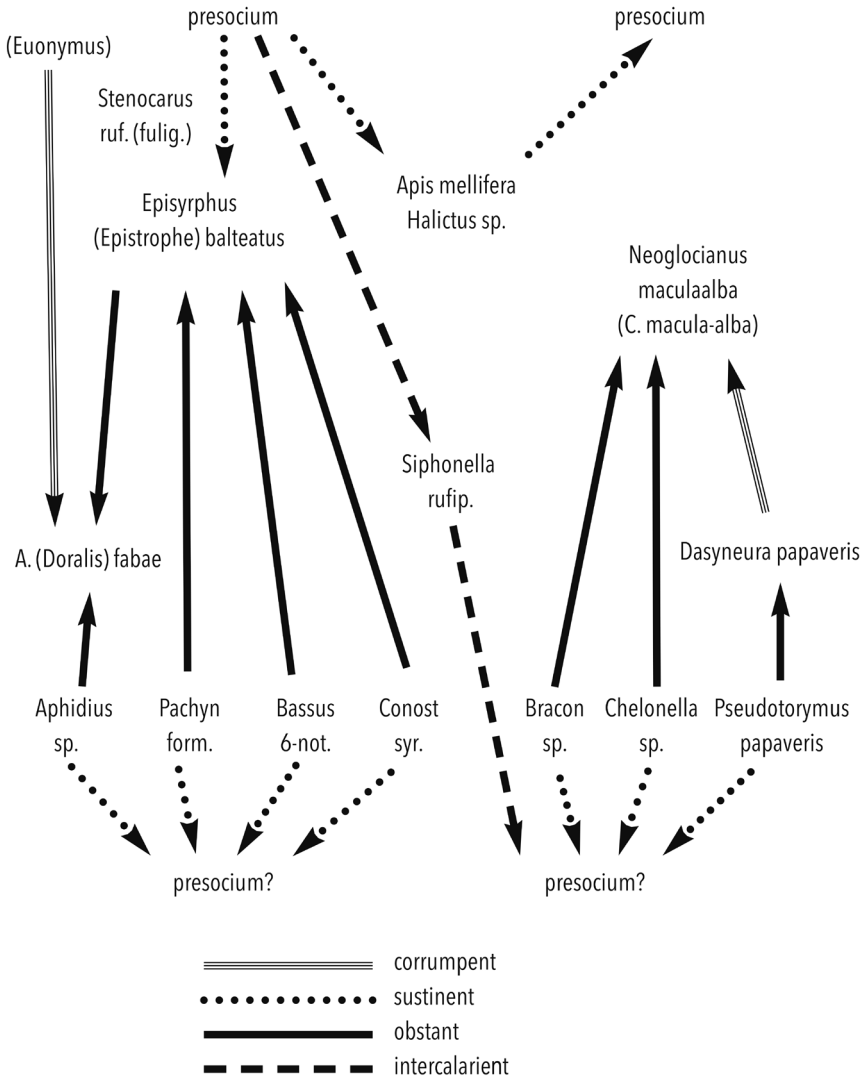 presocium
presocium
(Euonymus)
Stenocarus
ruf. (fulig.)
Apis mellifera
Halictus sp.
Episyrphus
(Epistrophe) balteatus
Neoglocianus
maculaalba
(C. macula-alba)
Siphonella
rufip.
A. (Doralis) fabae
Dasyneura papaveris
Aphidius
sp.
Pachyn
form.
Bassus
6-not.
Conost
syr.
Bracon
sp.
Chelonella
sp.
Pseudotorymus
papaveris
presocium?
presocium?
corrumpent
sustinent
obstant
intercalarient